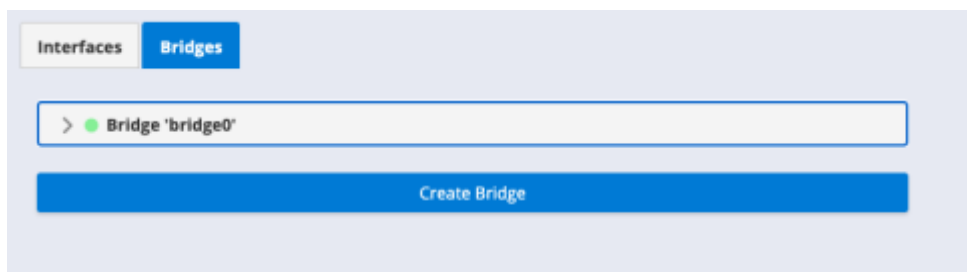 Interfaces Bridges
Bridge 'bridge0'
Create Bridge